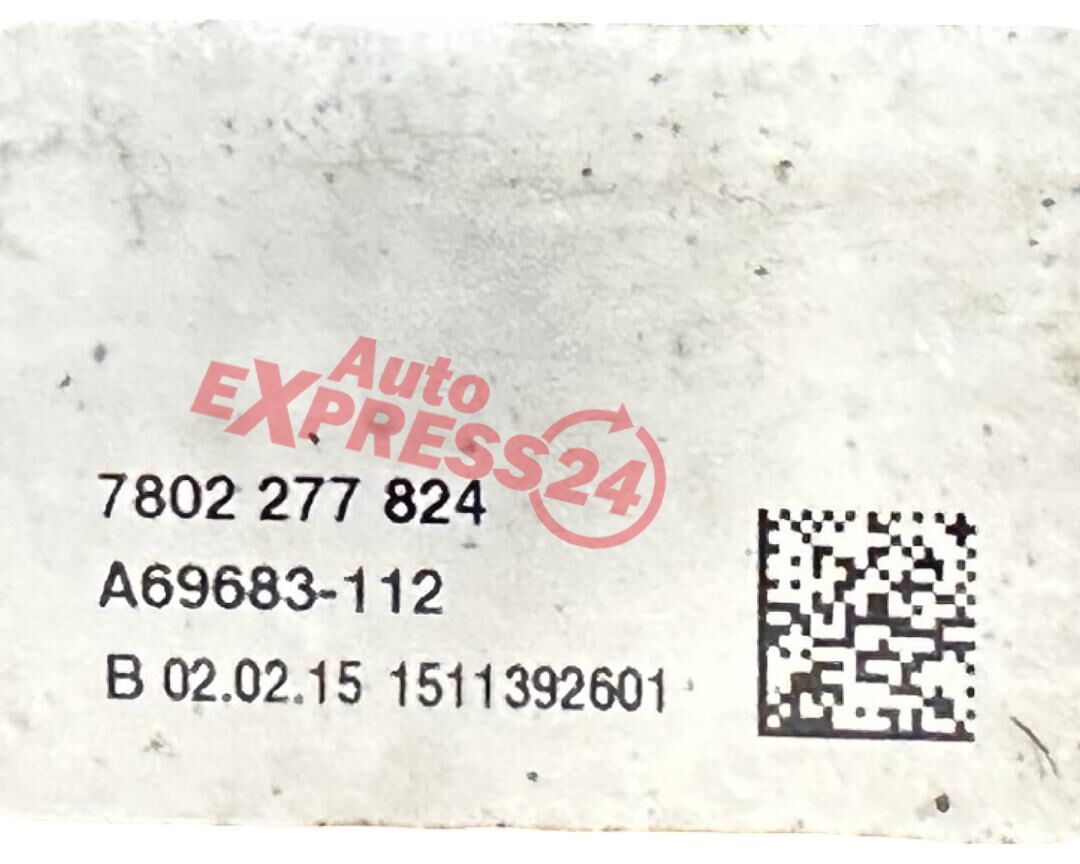 Auto
EXPRESS24
7802 277 824
A69683-112
B 02.02.15 1511392601